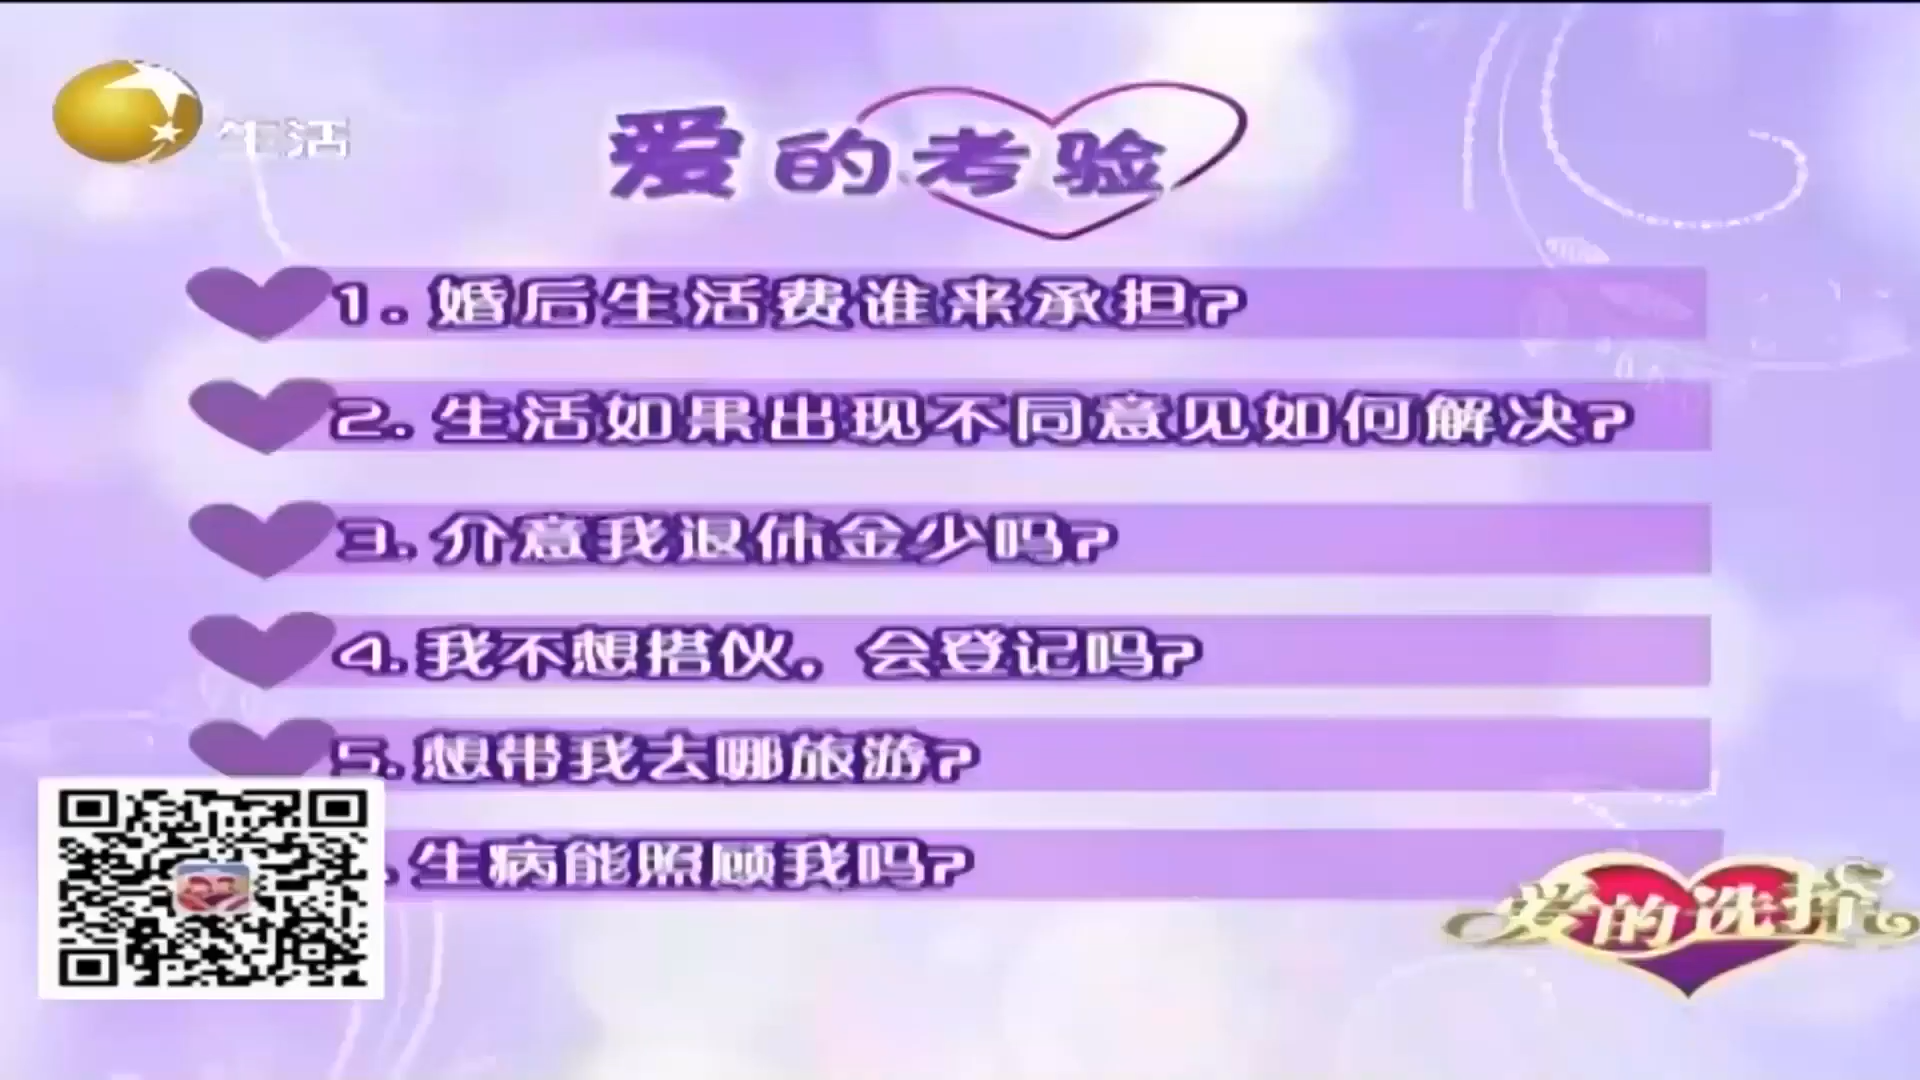 生活
爱的考验
1.婚后生活费谁来承担?
2.生活如果出现不同意见如何解决?
3.介意我退休金少吗?
4.我不想搭伙，会登记吗?
5.想带我去哪旅游?
.生病能照顾我吗?
爱的选择